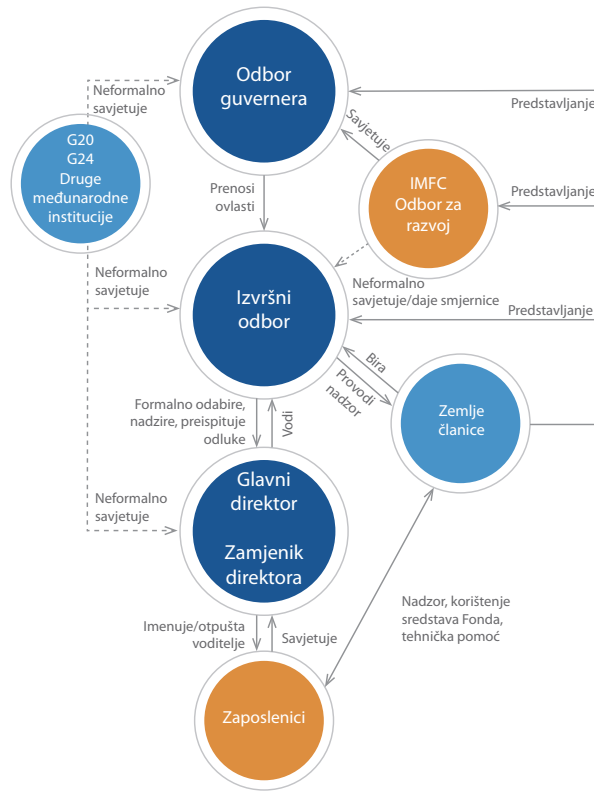 Odbor
guvernera
Neformalno
savjetuje
Predstavljanje
Savjetuje
G20
G24
Druge
međunarodne
institucije
IMFC
Odbor za
razvoj
Prenosi
ovlasti
Predstavljanje
Neformalno
savjetuje
Izvršni
odbor
Neformalno
savjetuje/daje smjernice
Predstavljanje
Bira
Provodi
nadzor
Zemlje
članice
Formalno odabire,
nadzire, preispituje
odluke
Vodi
Glavni
direktor
Zamjenik
direktora
Neformalno
savjetuje
Nadzor, korištenje
sredstava Fonda,
tehnička pomoć
Imenuje/otpušta
voditelje
Savjetuje
Zaposlenici